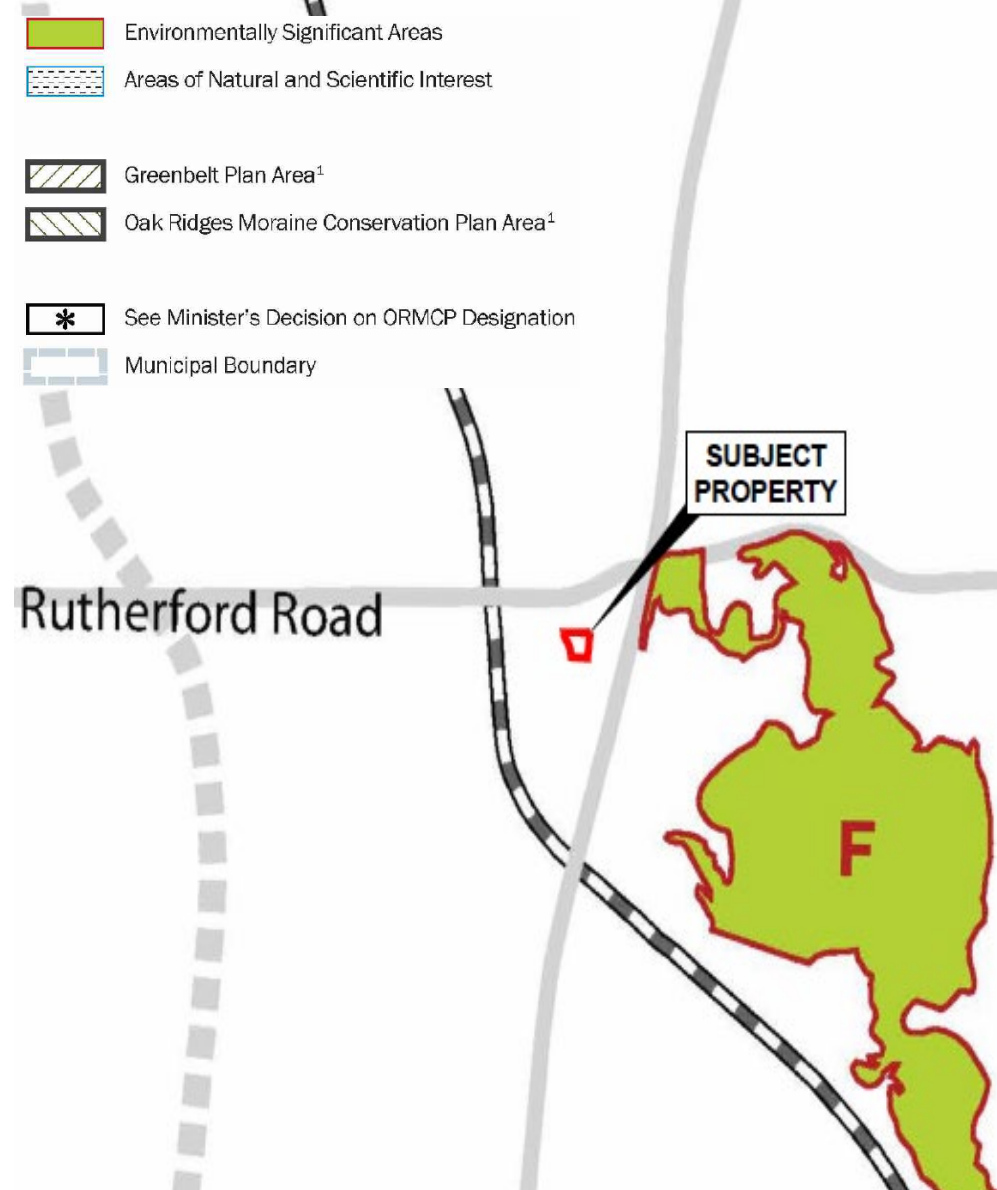 Environmentally Significant Areas
Areas of Natural and Scientific Interest
Greenbelt Plan Area¹
Oak Ridges Moraine Conservation Plan Area¹
* See Minister's Decision on ORMCP Designation
Municipal Boundary
SUBJECT
PROPERTY
Rutherford Road
F